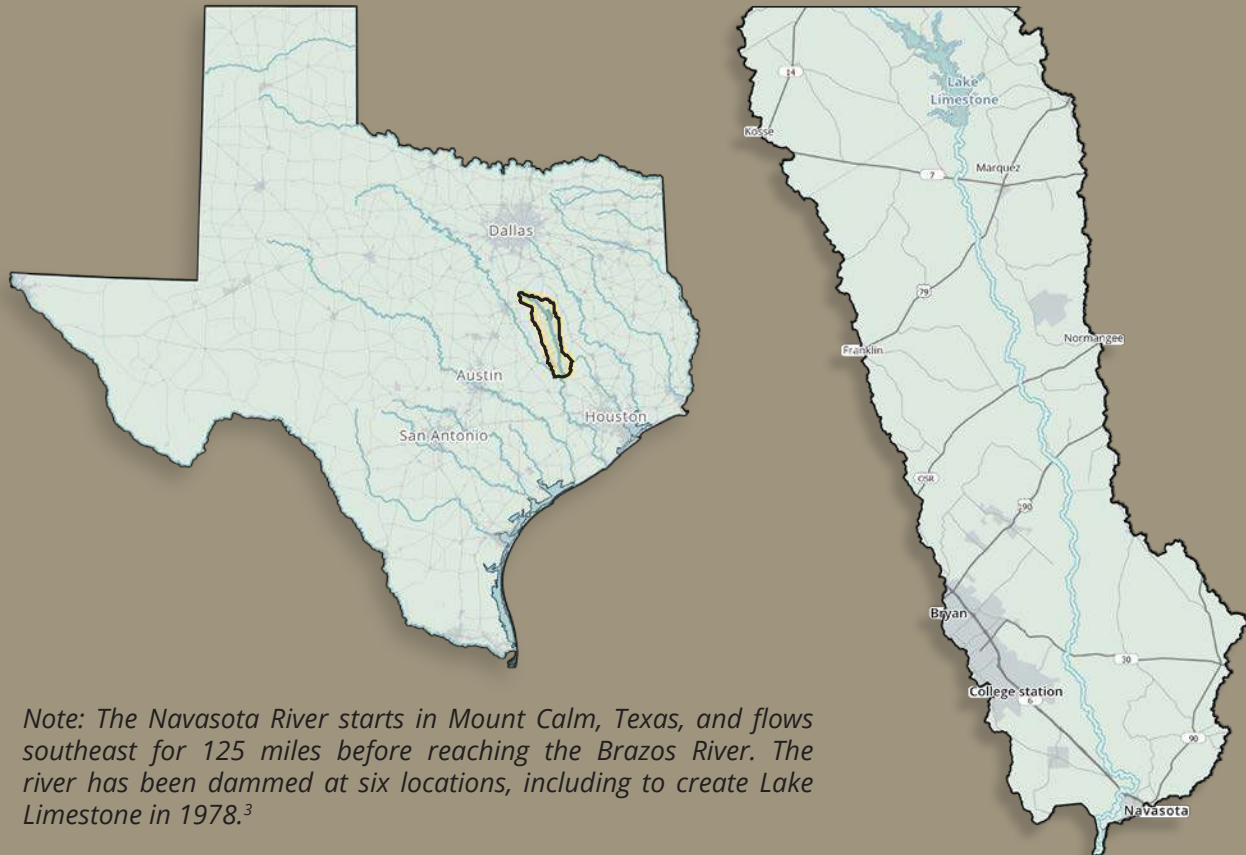 Dallas
Austin
Houston
San Antonio
14
Lake
Limestone
Kosse
7
Marquez
79
Normangee
Franklin
OSR
190
Bryan
30
College station
6
90
Navasota
Note: The Navasota River starts in Mount Calm, Texas, and flows
southeast for 125 miles before reaching the Brazos River. The
river has been dammed at six locations, including to create Lake
Limestone in 1978.³